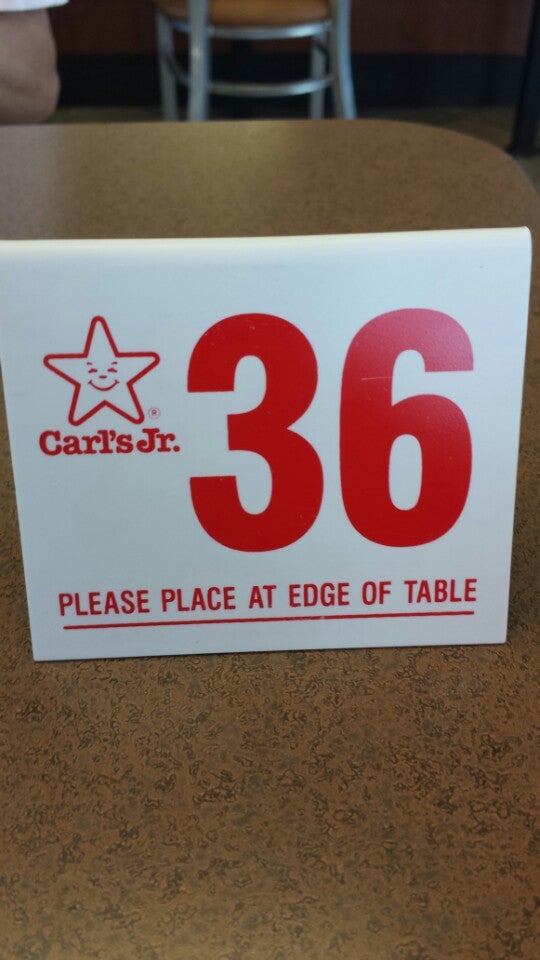 36
®
Carl's Jr.
PLEASE PLACE AT EDGE OF TABLE